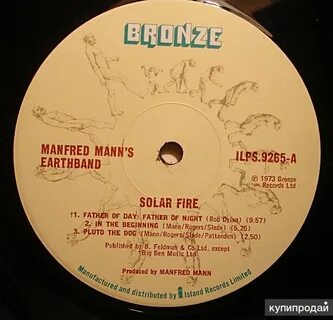 BRONZE
MANFRED MANN'S
EARTHBAND
ILPS.9265-A
℗ 1973 Bronze
Records Ltd
SOLAR FIRE
1. FATHER OF DAY: FATHER OF NIGHT (Bob Dylan) (9.57)
2. IN THE BEGINNING (Mann/Rogers/Slade) (5.25)
3. PLUTO THE DOG (Mann/Rogers/Slade/Pattenden) (2.50)
Published by B. Feldman & Co Ltd, except
Big Ben Music Ltd
Produced by MANFRED MANN
Manufactured and distributed by Island Records Limited
купипродай